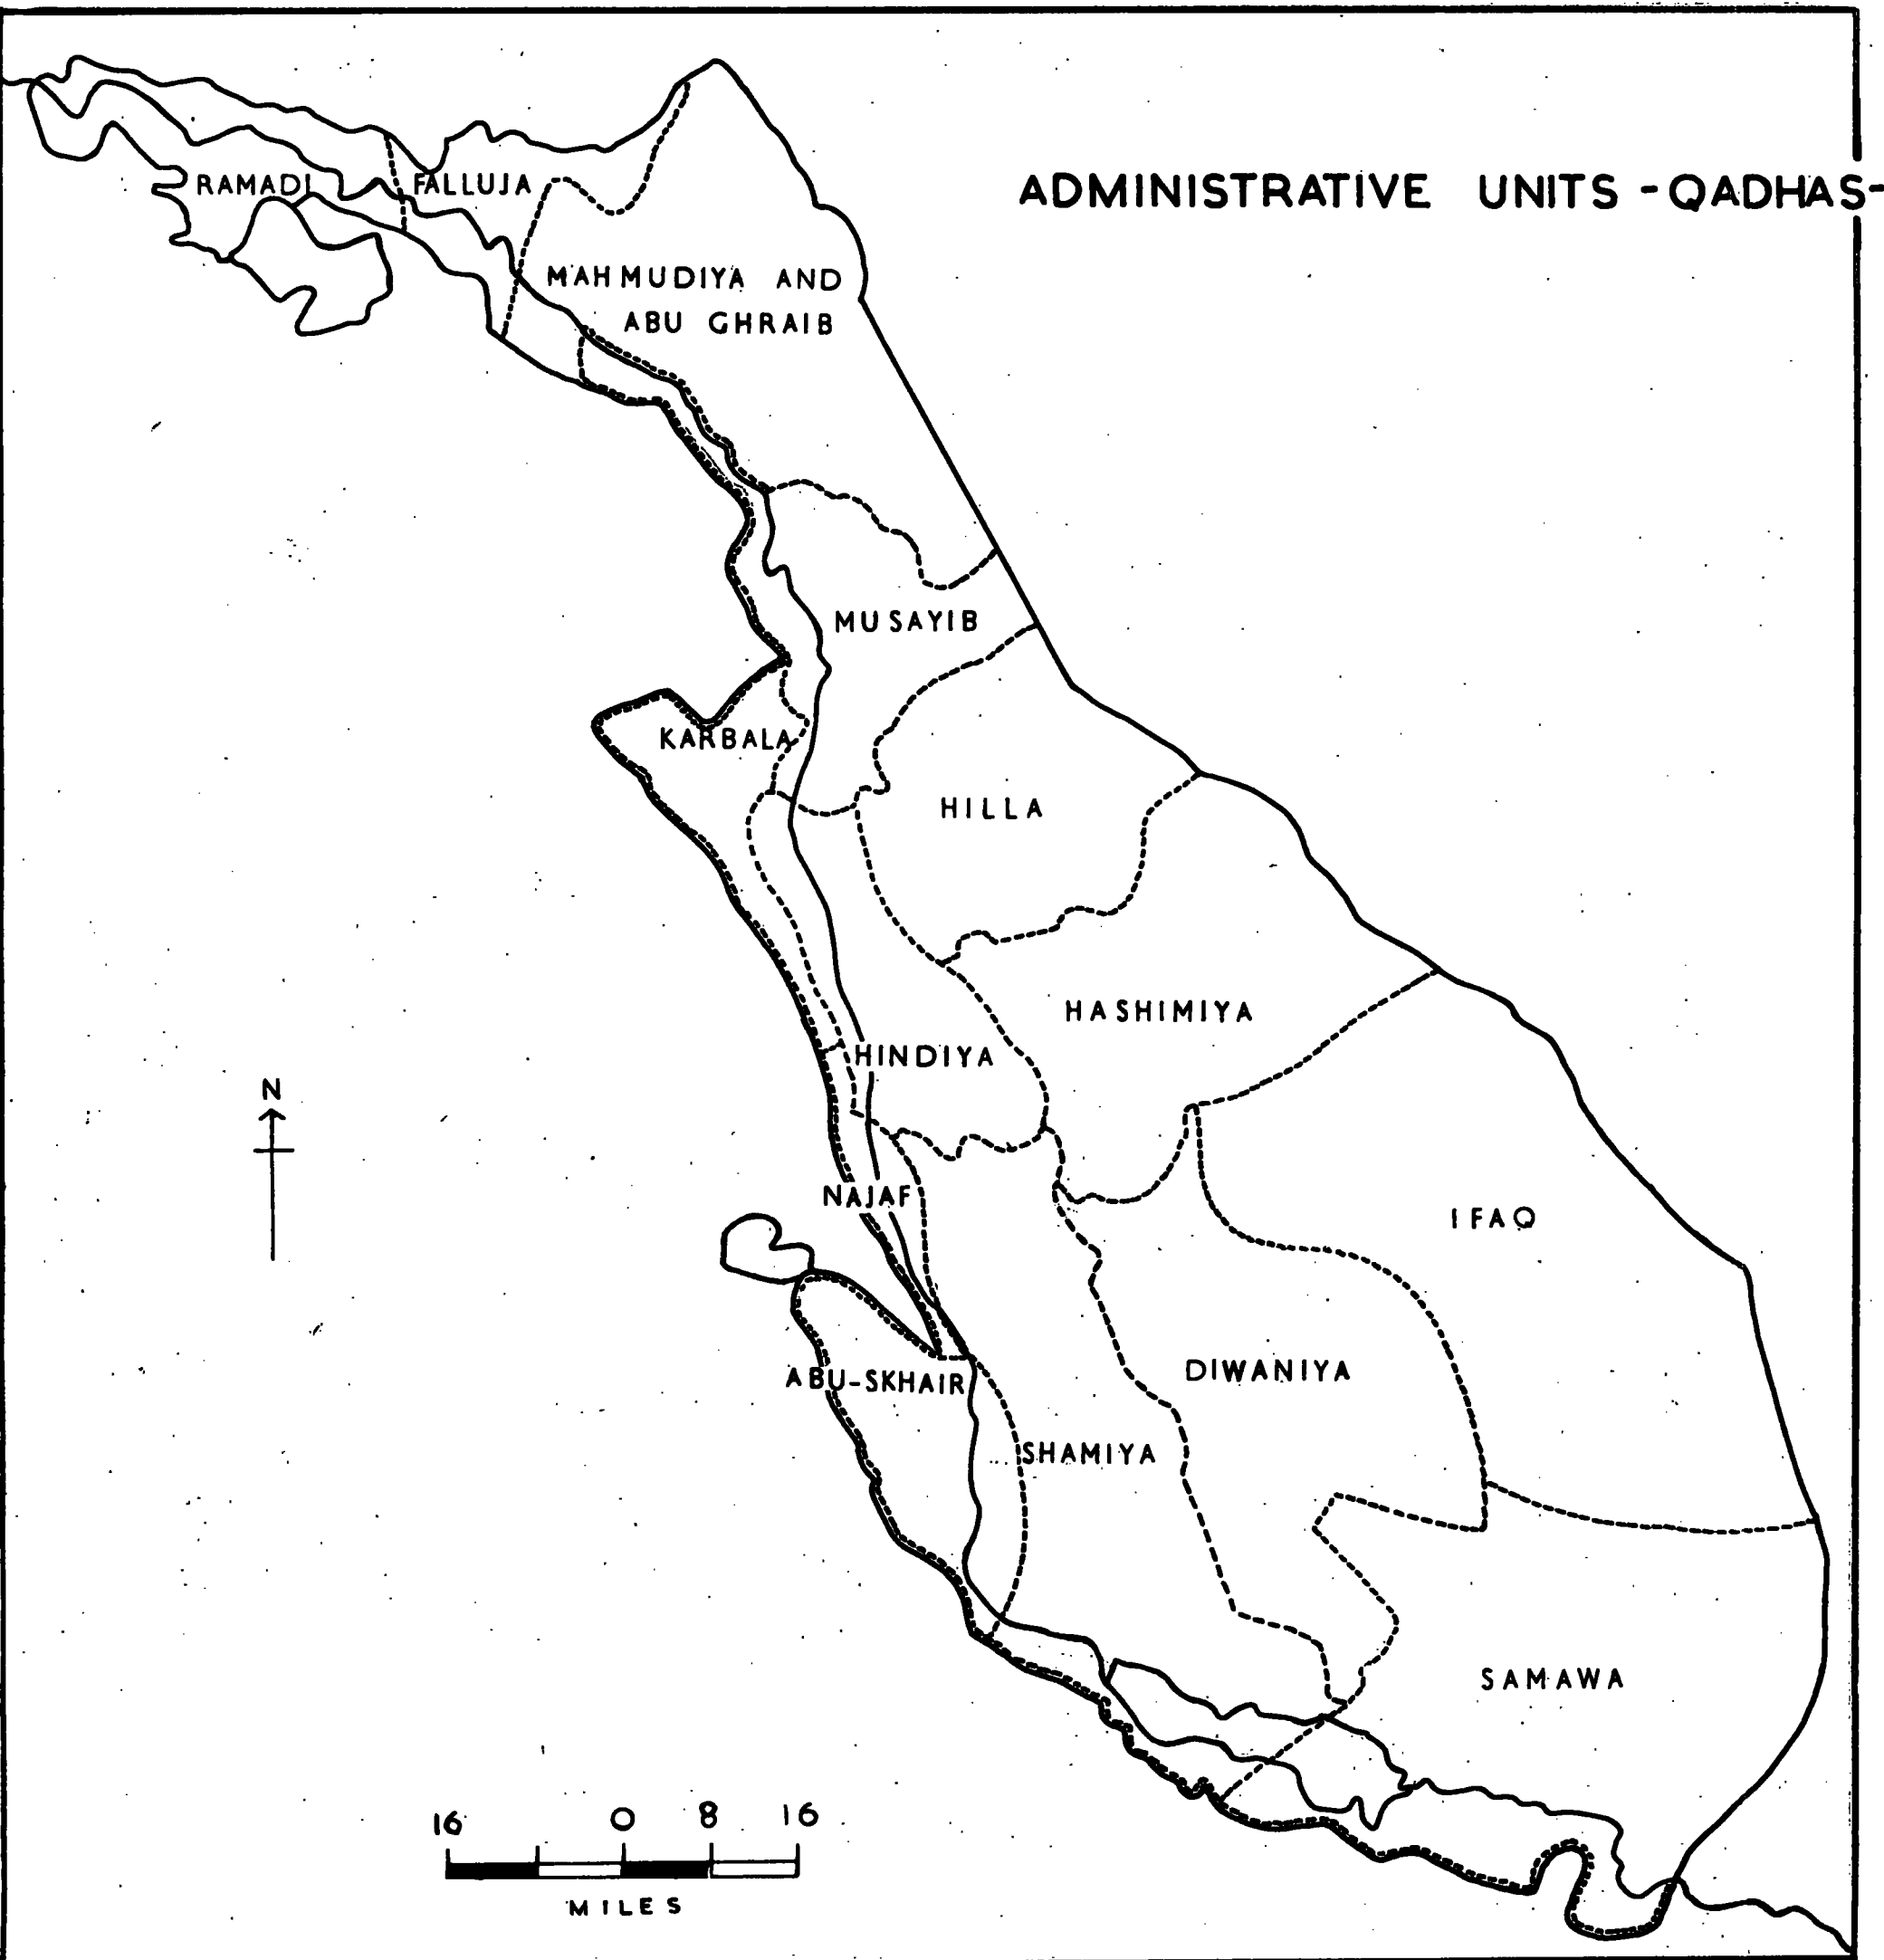 ADMINISTRATIVE UNITS -QADHAS-
RAMADI
FALLUJA
MAHMUDIYA AND
ABU GHRAIB
MUSAYIB
KARBALA
HILLA
HASHIMIYA
HINDIYA
N
NAJAF
IFAQ
DIWANIYA
ABU-SKHAIR
SHAMIYA
SAMAWA
16 0 8 16
MILES